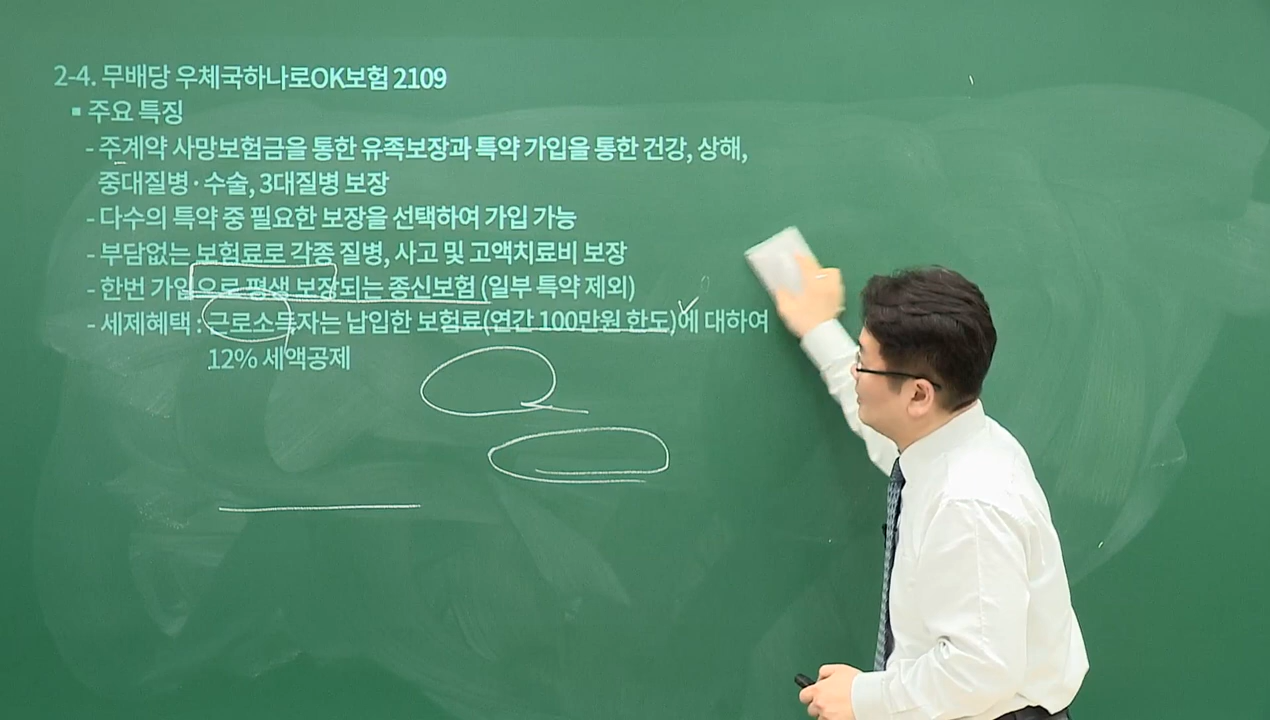 2-4. 무배당 우체국하나로OK보험 2109
▪ 주요 특징
- 주계약 사망보험금을 통한 유족보장과 특약 가입을 통한 건강, 상해,
중대질병·수술, 3대질병 보장
- 다수의 특약 중 필요한 보장을 선택하여 가입 가능
- 부담없는 보험료로 각종 질병, 사고 및 고액치료비 보장
- 한번 가입으로 평생 보장되는 종신보험 (일부 특약 제외)
- 세제혜택 : 근로소득자는 납입한 보험료(연간 100만원 한도)에 대하여
12% 세액공제